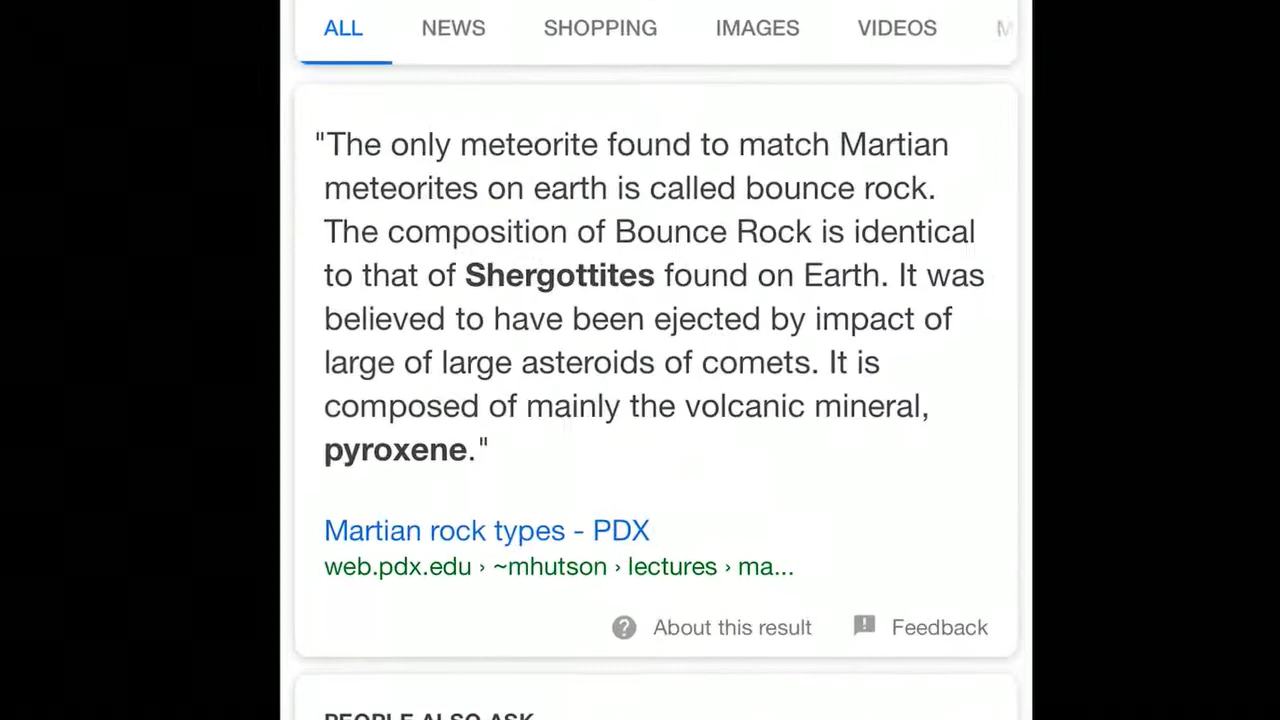 ALL NEWS SHOPPING IMAGES VIDEOS M
"The only meteorite found to match Martian
meteorites on earth is called bounce rock.
The composition of Bounce Rock is identical
to that of Shergottites found on Earth. It was
believed to have been ejected by impact of
large of large asteroids of comets. It is
composed of mainly the volcanic mineral,
pyroxene."
Martian rock types - PDX
web.pdx.edu › ~mhutson › lectures › ma...
About this result Feedback
PEOPLE ALSO ASK